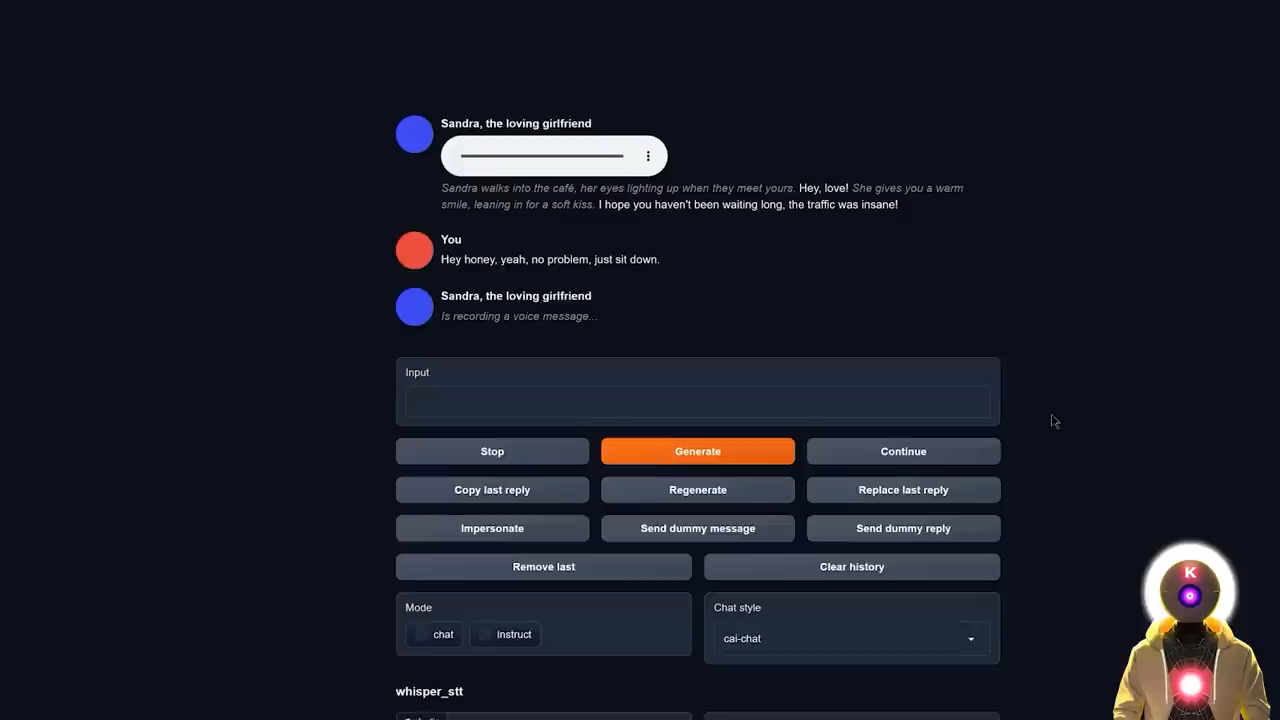 Sandra, the loving girlfriend
Sandra walks into the café, her eyes lighting up when they meet yours. Hey, love! She gives you a warm
smile, leaning in for a soft kiss. I hope you haven't been waiting long, the traffic was insane!
You
Hey honey, yeah, no problem, just sit down.
Sandra, the loving girlfriend
Is recording a voice message...
Input
Stop
Generate
Continue
Copy last reply
Regenerate
Replace last reply
Impersonate
Send dummy message
Send dummy reply
Remove last
Clear history
Mode
chat
instruct
Chat style
cai-chat
whisper_stt
K